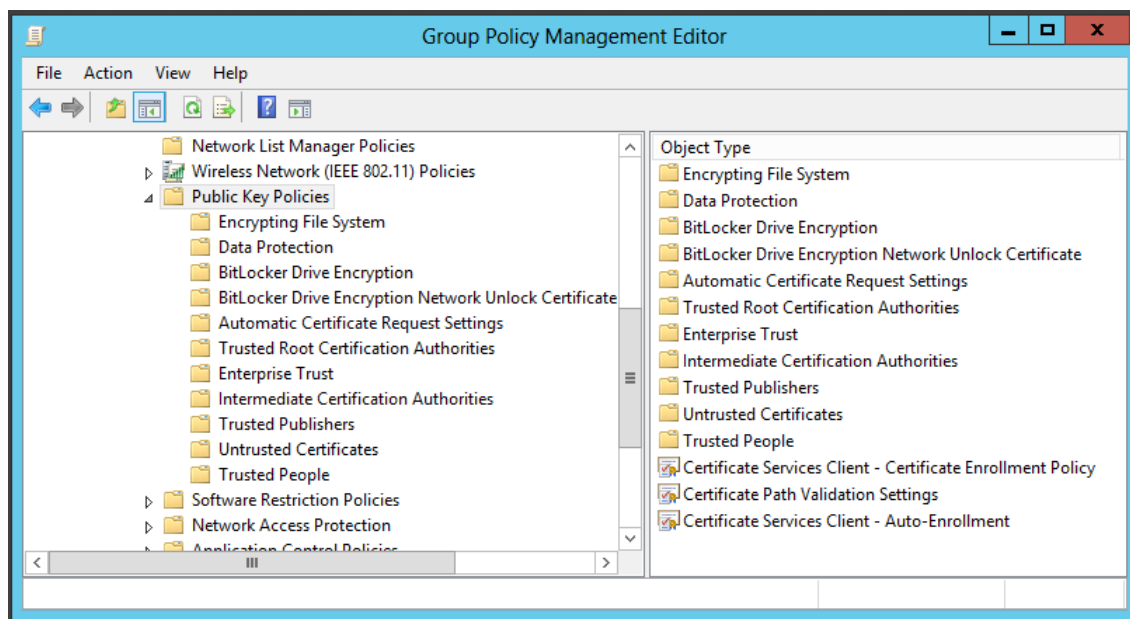 Group Policy Management Editor
File Action View Help
Network List Manager Policies
Wireless Network (IEEE 802.11) Policies
Public Key Policies
Encrypting File System
Data Protection
BitLocker Drive Encryption
BitLocker Drive Encryption Network Unlock Certificate
Automatic Certificate Request Settings
Trusted Root Certification Authorities
Enterprise Trust
Intermediate Certification Authorities
Trusted Publishers
Untrusted Certificates
Trusted People
Software Restriction Policies
Network Access Protection
Application Control Policies
Object Type
Encrypting File System
Data Protection
BitLocker Drive Encryption
BitLocker Drive Encryption Network Unlock Certificate
Automatic Certificate Request Settings
Trusted Root Certification Authorities
Enterprise Trust
Intermediate Certification Authorities
Trusted Publishers
Untrusted Certificates
Trusted People
Certificate Services Client - Certificate Enrollment Policy
Certificate Path Validation Settings
Certificate Services Client - Auto-Enrollment